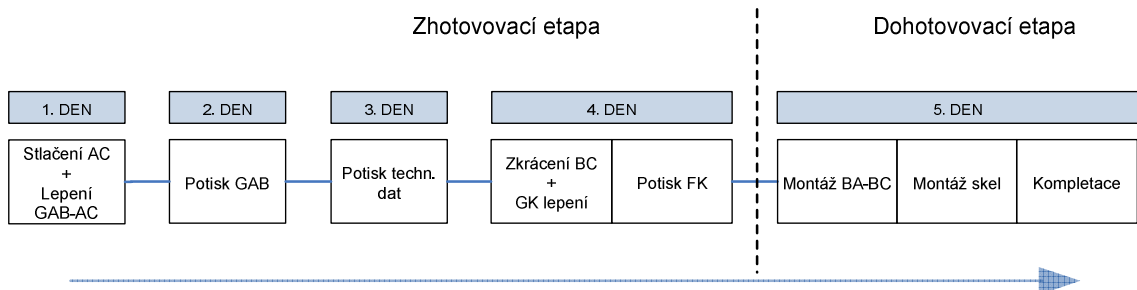 Zhotovovací etapa
Dohotovovací etapa
1. DEN
2. DEN
3. DEN
4. DEN
5. DEN
Stlačení AC
+
Lepení
GAB-AC
Potisk GAB
Potisk techn.
dat
Zkrácení BC
+
GK lepení
Potisk FK
Montáž BA-BC
Montáž skel
Kompletace